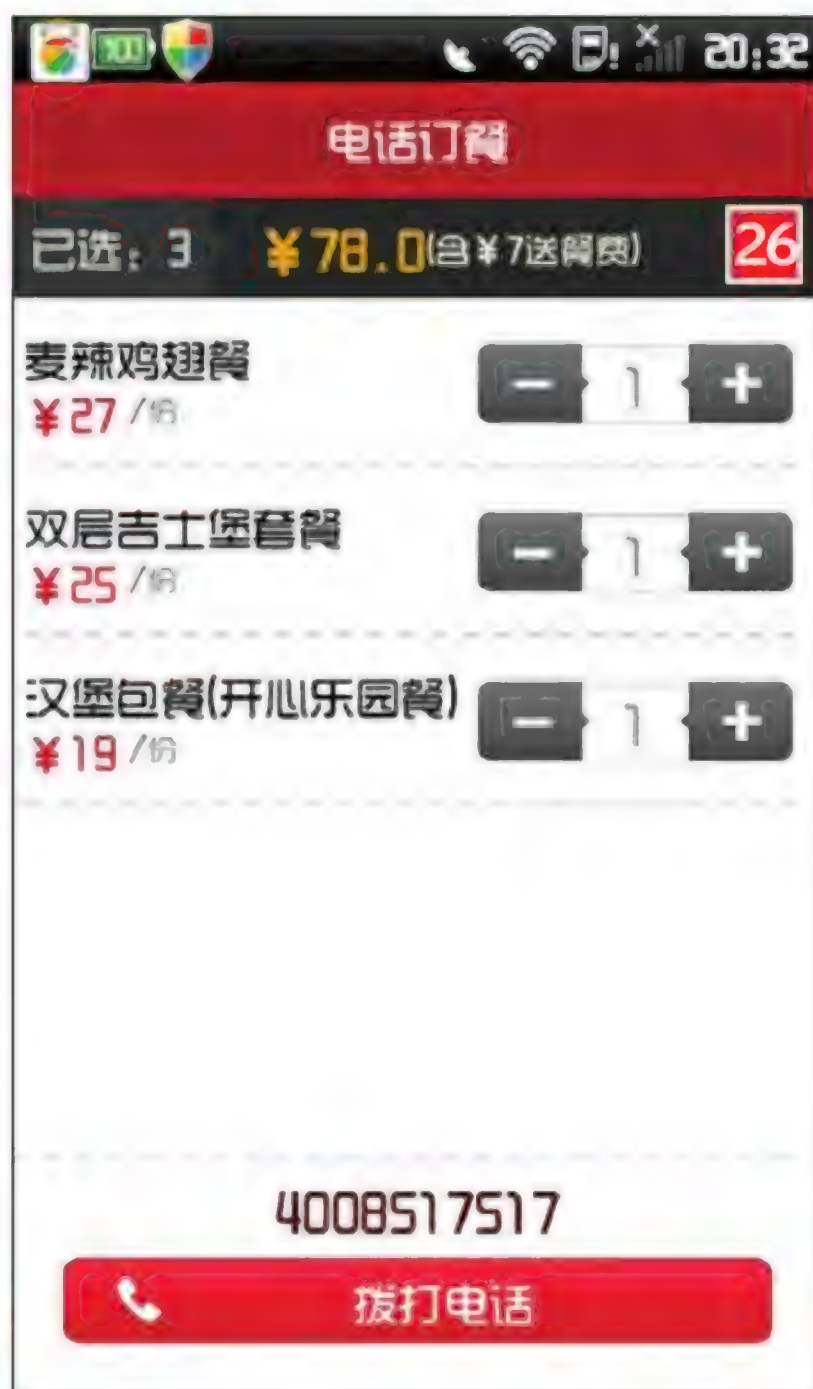 100 20:32
电话订餐
已选：3 ￥78.0(含￥7送餐费) 26
麦辣鸡翅餐
￥27/份
1
双层吉士堡套餐
￥25/份
1
汉堡包餐(开心乐园餐)
￥19/份
1
4008517517
拨打电话